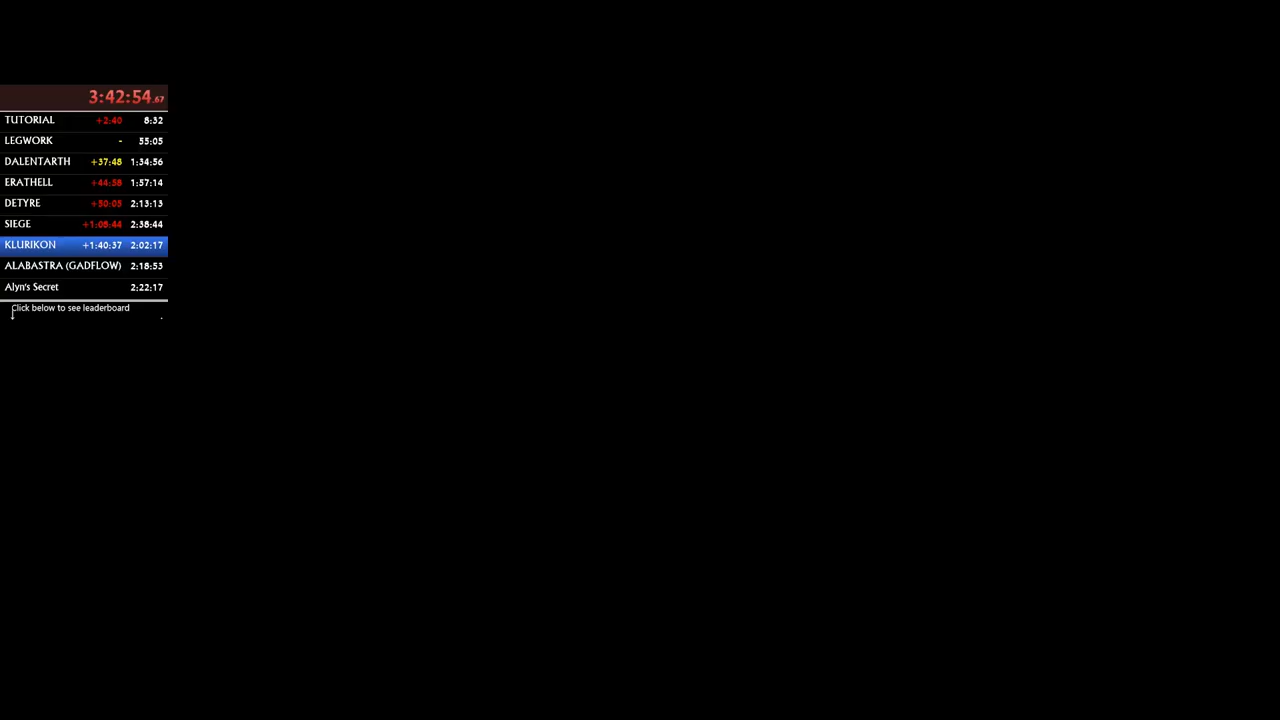 3:42:54.67
TUTORIAL +2:40 8:32
LEGWORK - 55:05
DALENTARTH +37:48 1:34:56
ERATHELL +44:58 1:57:14
DETYRE +50:05 2:13:13
SIEGE +1:08:44 2:38:44
KLURIKON +1:40:37 2:02:17
ALABASTRA (GADFLOW) 2:18:53
Alyn's Secret 2:22:17
Click below to see leaderboard
↓ .